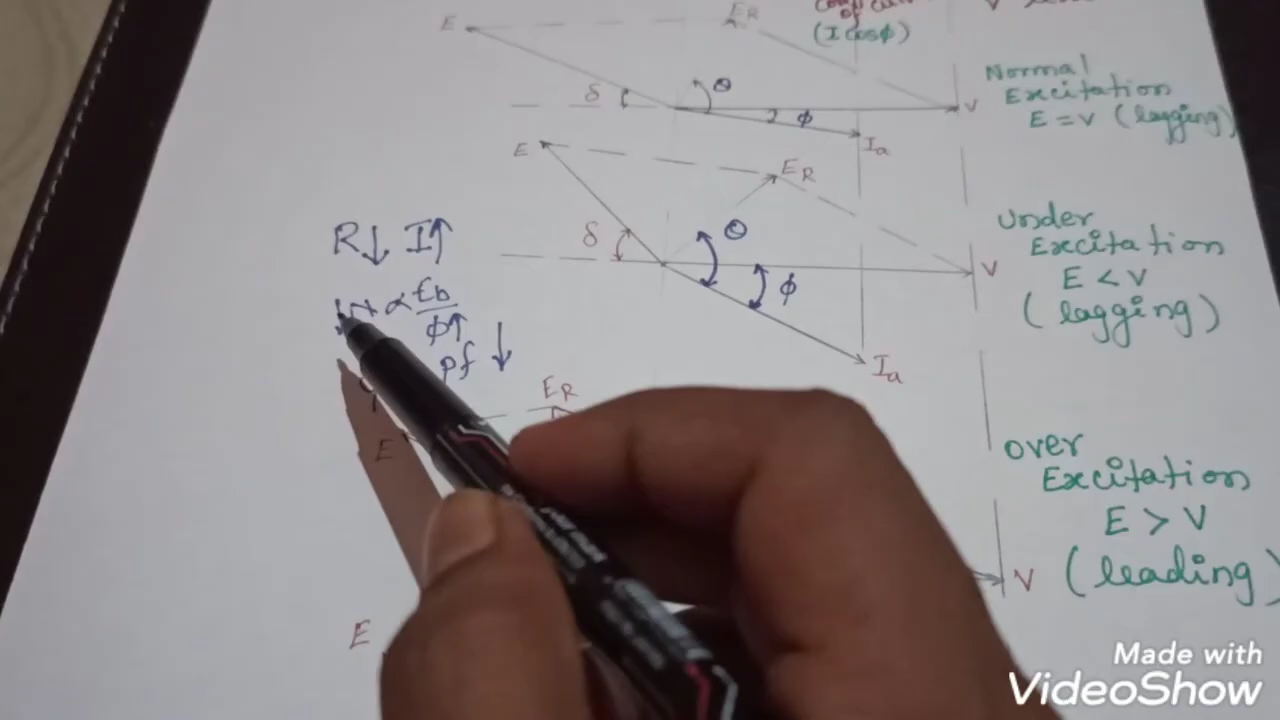 E
E_R
(I cosφ)
δ
θ
φ
V
I_a
Normal
Excitation
E = V (lagging)
E
E_R
δ
θ
φ
V
I_a
Under
Excitation
E < V
(lagging)
R↓ I↑
N ∝ Eb/φ↑
pf ↓
E_R
E
Over
Excitation
E > V
(leading)
V
E
Made with
VideoShow